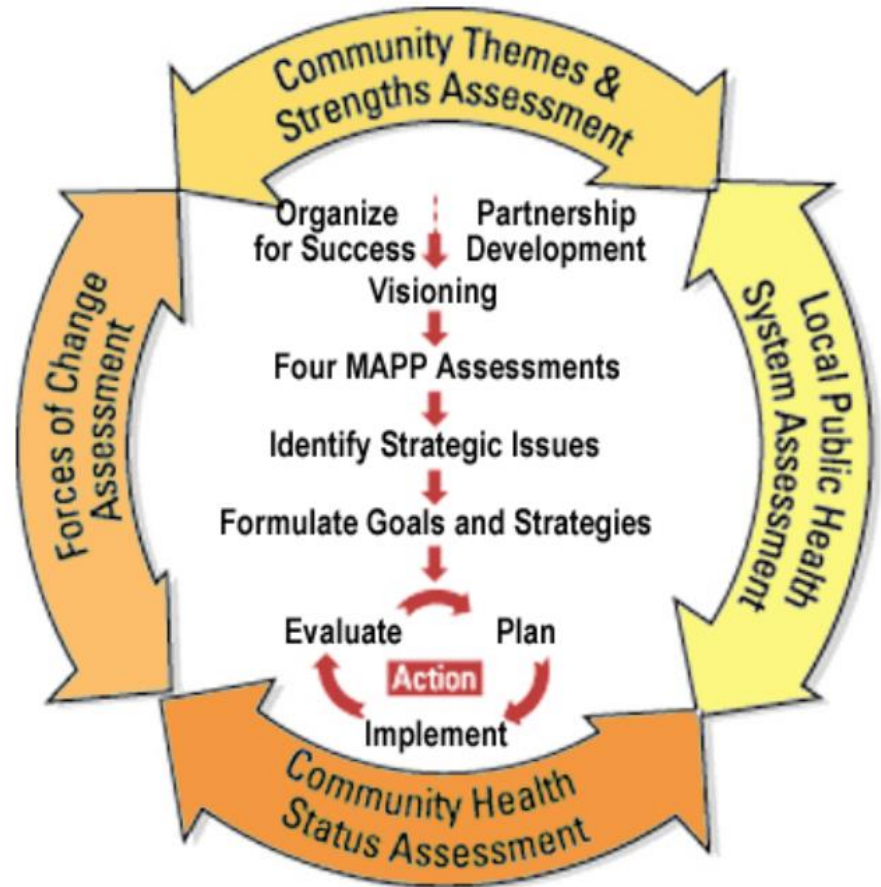 Community Themes &
Strengths Assessment
Organize
for Success
Partnership
Development
Visioning
Four MAPP Assessments
Identify Strategic Issues
Formulate Goals and Strategies
Evaluate
Plan
Action
Implement
Forces of Change
Assessment
Local Public Health
System Assessment
Community Health
Status Assessment